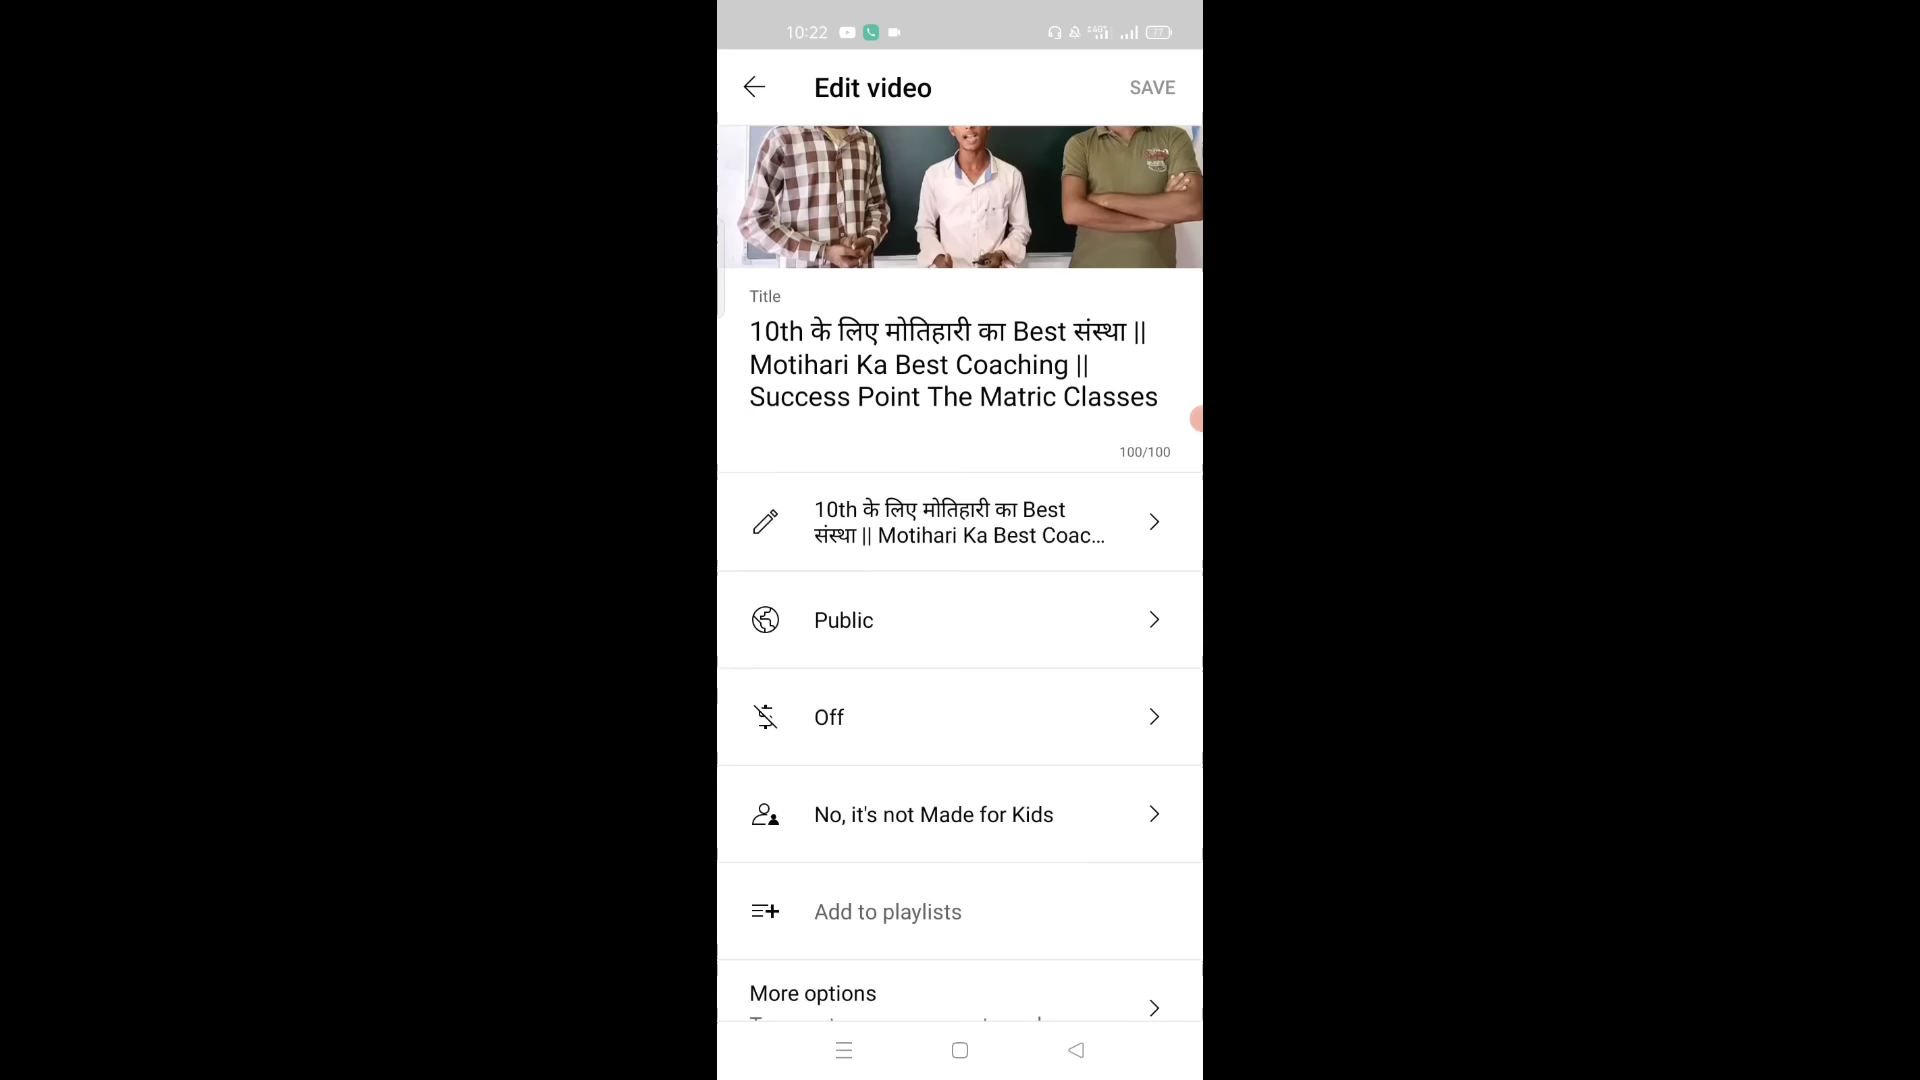 10:22
77
Edit video
SAVE
Title
10th के लिए मोतिहारी का Best संस्था ||
Motihari Ka Best Coaching ||
Success Point The Matric Classes
100/100
10th के लिए मोतिहारी का Best
संस्था || Motihari Ka Best Coac...
Public
Off
No, it's not Made for Kids
Add to playlists
More options